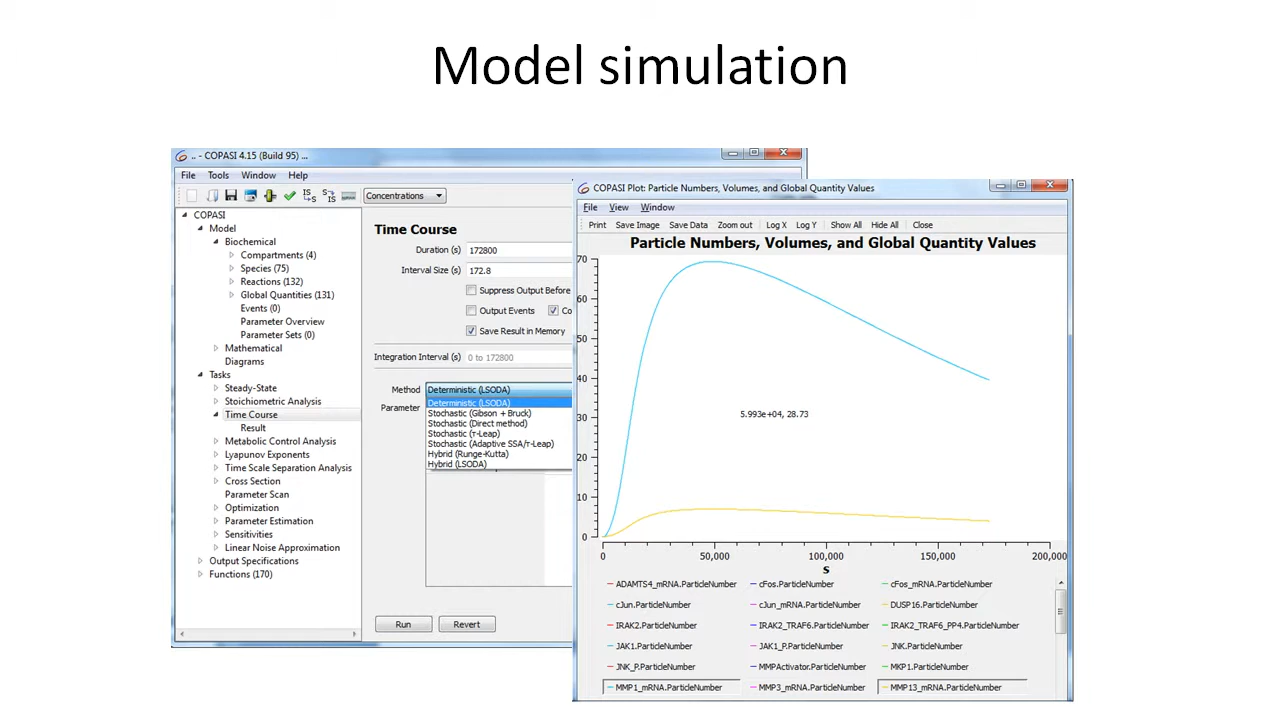 Model simulation
.. - COPASI 4.15 (Build 95) ...
File Tools Window Help
Concentrations
COPASI
Model
Biochemical
Compartments (4)
Species (75)
Reactions (132)
Global Quantities (131)
Events (0)
Parameter Overview
Parameter Sets (0)
Mathematical
Diagrams
Tasks
Steady-State
Stoichiometric Analysis
Time Course
Result
Metabolic Control Analysis
Lyapunov Exponents
Time Scale Separation Analysis
Cross Section
Parameter Scan
Optimization
Parameter Estimation
Sensitivities
Linear Noise Approximation
Output Specifications
Functions (170)
Time Course
Duration (s) 172800
Interval Size (s) 172.8
Suppress Output Before
Output Events Co
Save Result in Memory
Integration Interval (s) 0 to 172800
Method Deterministic (LSODA)
Parameter Deterministic (LSODA)
Stochastic (Gibson + Bruck)
Stochastic (Direct method)
Stochastic (τ-Leap)
Stochastic (Adaptive SSA/τ-Leap)
Hybrid (Runge-Kutta)
Hybrid (LSODA)
Run Revert
COPASI Plot: Particle Numbers, Volumes, and Global Quantity Values
File View Window
Print Save Image Save Data Zoom out Log X Log Y Show All Hide All Close
Particle Numbers, Volumes, and Global Quantity Values
70
60
50
40
30
20
10
0
5.993e+04, 28.73
0 50,000 100,000 150,000 200,000
s
ADAMTS4_mRNA.ParticleNumber cFos.ParticleNumber cFos_mRNA.ParticleNumber
cJun.ParticleNumber cJun_mRNA.ParticleNumber DUSP16.ParticleNumber
IRAK2.ParticleNumber IRAK2_TRAF6.ParticleNumber IRAK2_TRAF6_PP4.ParticleNumber
JAK1.ParticleNumber JAK1_P.ParticleNumber JNK.ParticleNumber
JNK_P.ParticleNumber MMPActivator.ParticleNumber MKP1.ParticleNumber
MMP1_mRNA.ParticleNumber MMP3_mRNA.ParticleNumber MMP13_mRNA.ParticleNumber